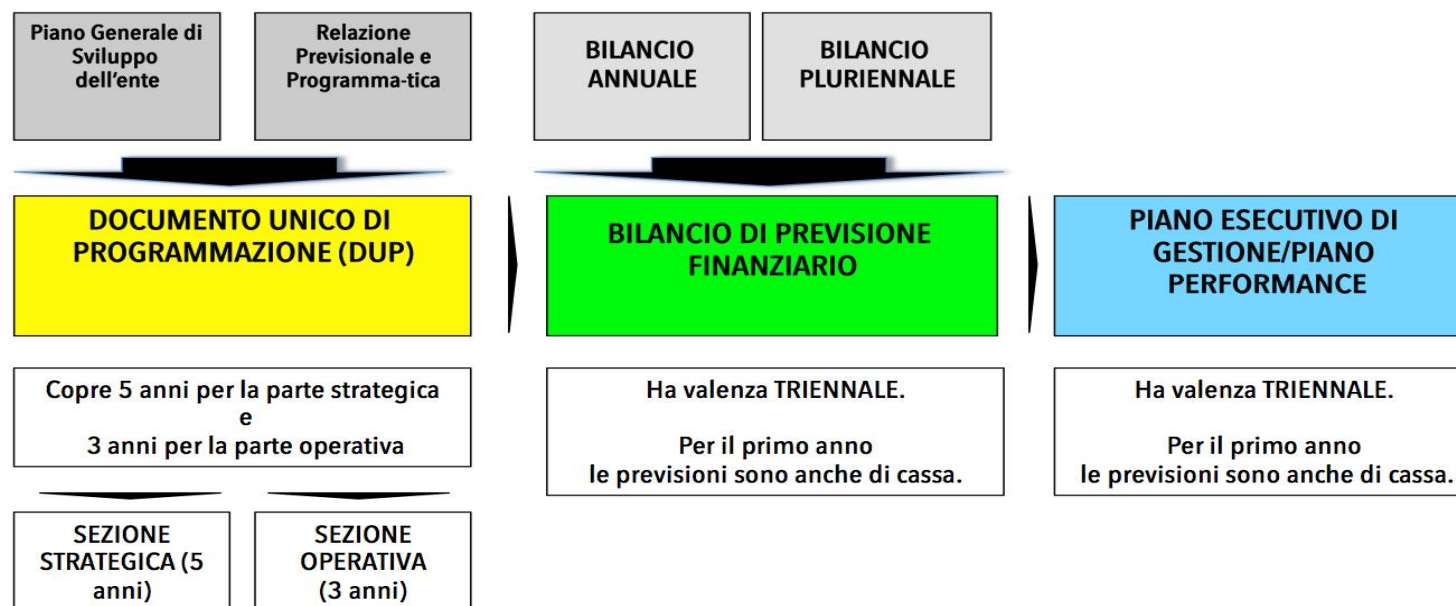 Piano Generale di
Sviluppo
dell'ente
Relazione
Previsionale e
Programma-tica
BILANCIO
ANNUALE
BILANCIO
PLURIENNALE
DOCUMENTO UNICO DI
PROGRAMMAZIONE (DUP)
BILANCIO DI PREVISIONE
FINANZIARIO
PIANO ESECUTIVO DI
GESTIONE/PIANO
PERFORMANCE
Copre 5 anni per la parte strategica
e
3 anni per la parte operativa
Ha valenza TRIENNALE.
Per il primo anno
le previsioni sono anche di cassa.
Ha valenza TRIENNALE.
Per il primo anno
le previsioni sono anche di cassa.
SEZIONE
STRATEGICA (5
anni)
SEZIONE
OPERATIVA
(3 anni)